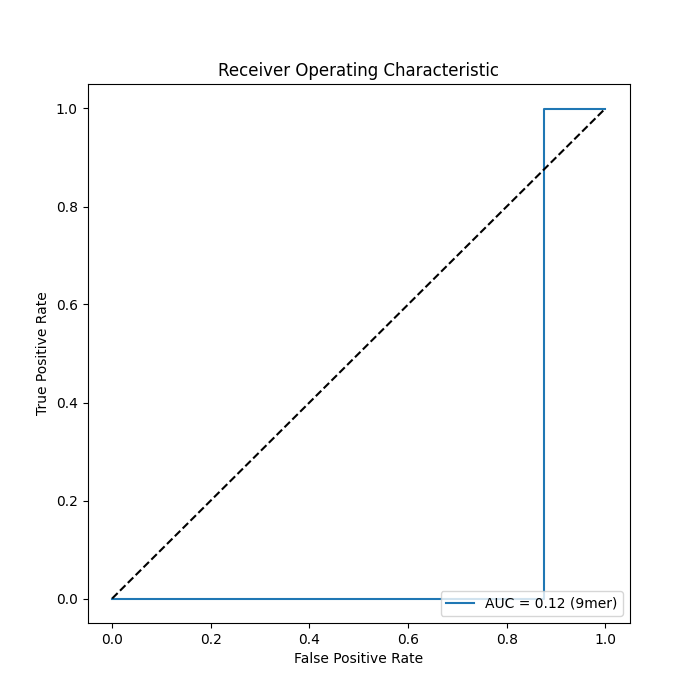 Receiver Operating Characteristic
1.0
0.8
0.6
0.4
0.2
0.0
True Positive Rate
AUC = 0.12 (9mer)
0.0 0.2 0.4 0.6 0.8 1.0
False Positive Rate